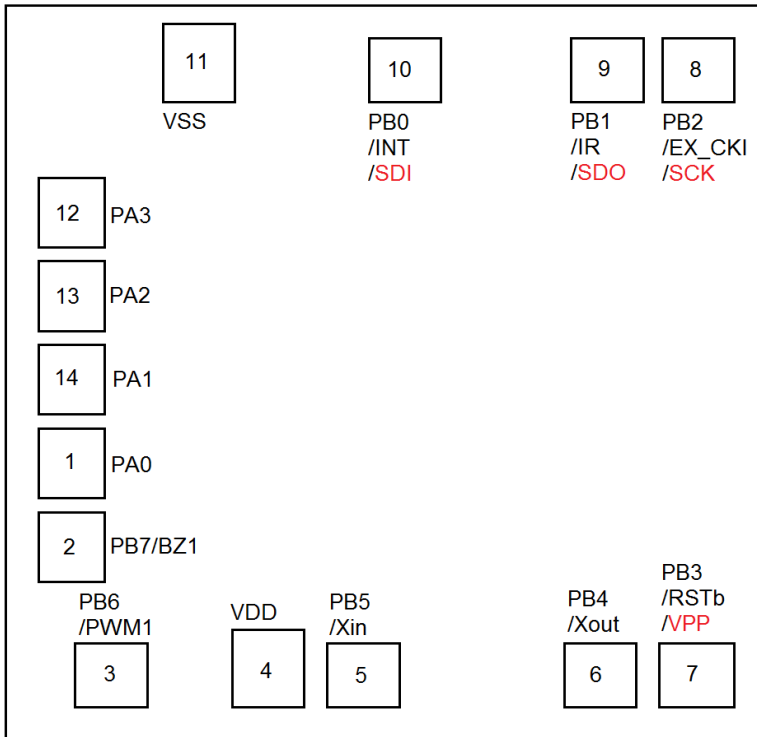 11
VSS
10
PB0
/INT
/SDI
9
PB1
/IR
/SDO
8
PB2
/EX_CKI
/SCK
12 PA3
13 PA2
14 PA1
1 PA0
2 PB7/BZ1
PB6
/PWM1
3
VDD
4
PB5
/Xin
5
PB4
/Xout
6
PB3
/RSTb
/VPP
7